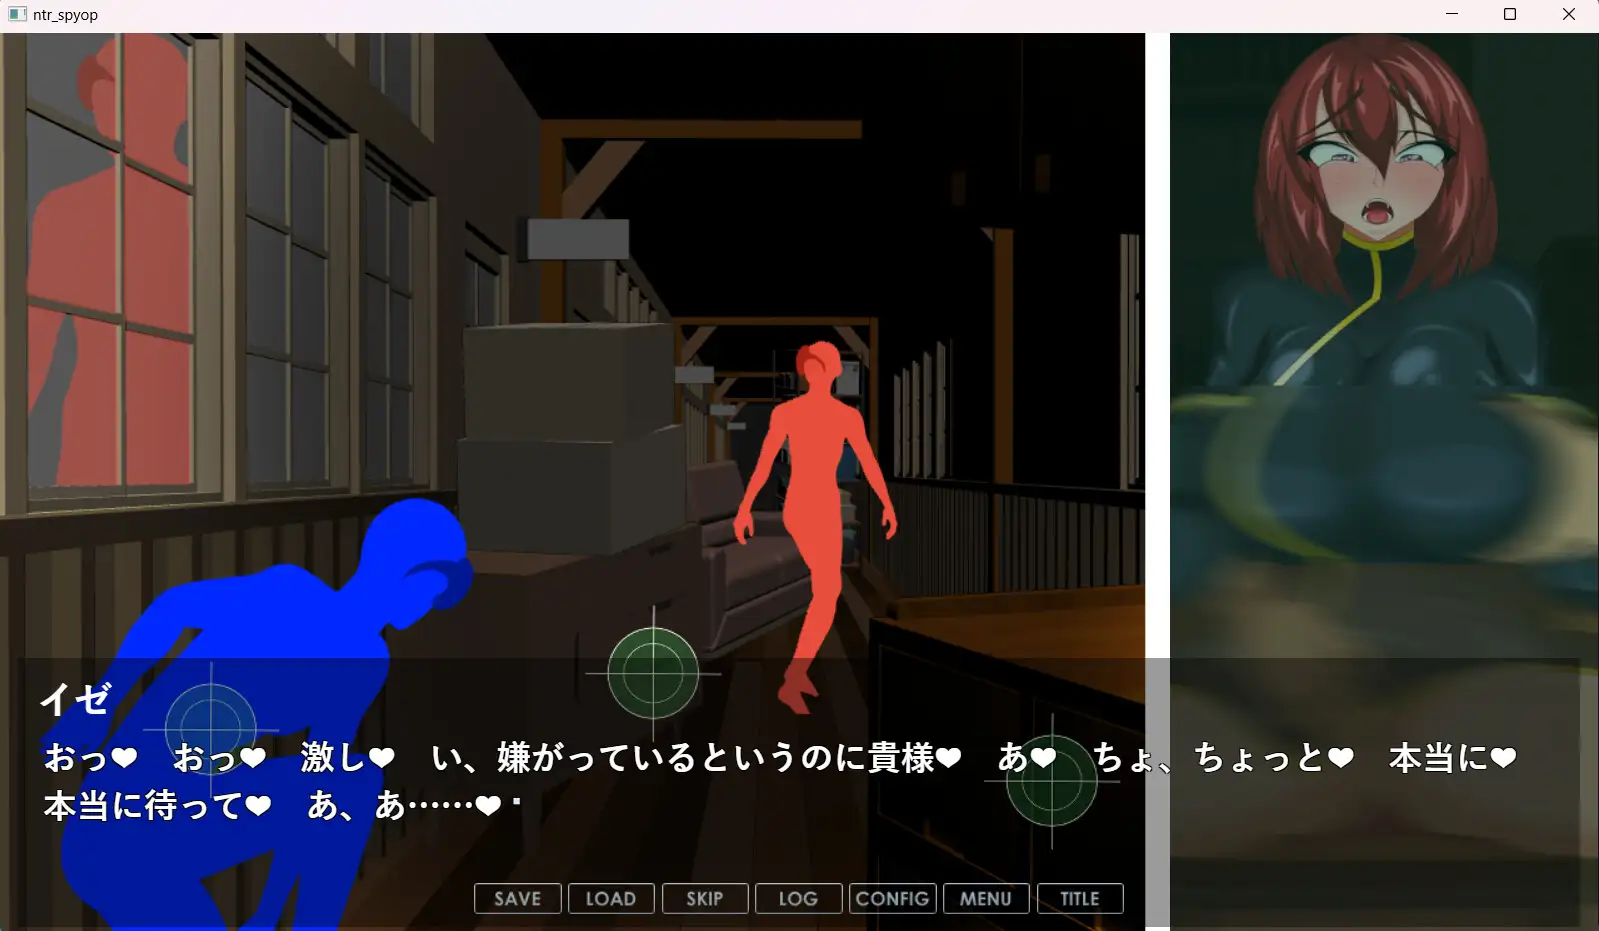 ntr_spyop
イゼ
おっ♥　おっ♥　激し♥　い、嫌がっているというのに貴様♥　あ♥　ちょ、ちょっと♥　本当に♥
本当に待って♥　あ、あ……♥
SAVE LOAD SKIP LOG CONFIG MENU TITLE